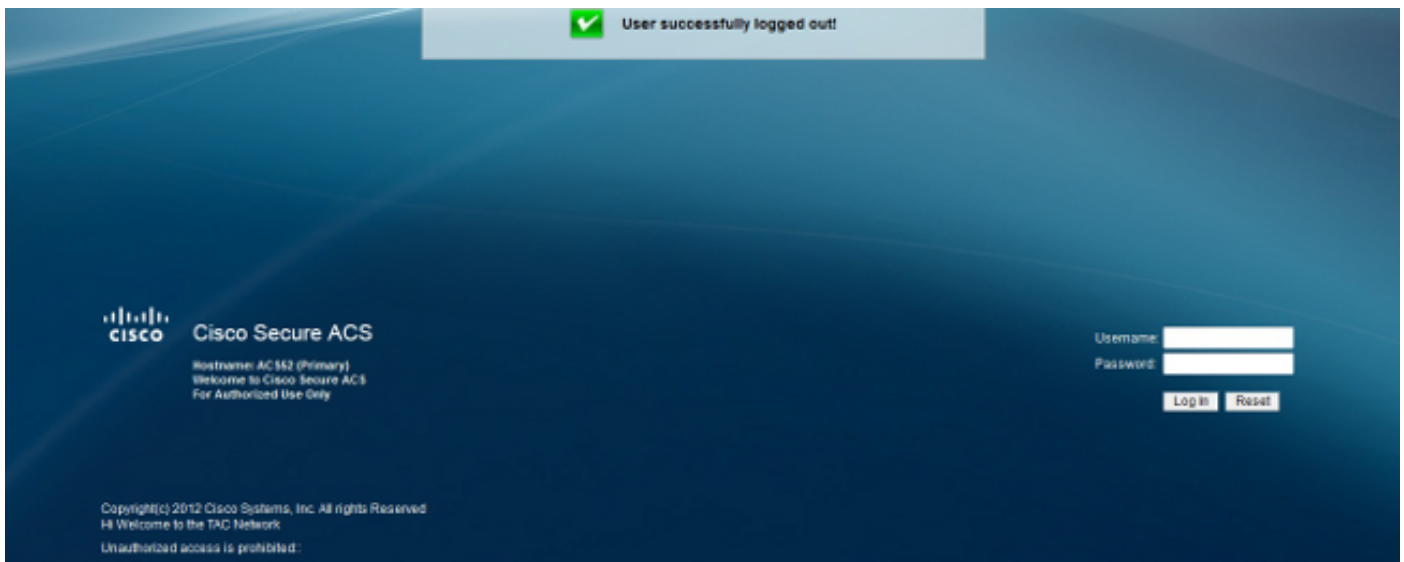 User successfully logged out!
CISCO
Cisco Secure ACS
Hostname: ACS52 (Primary)
Welcome to Cisco Secure ACS
For Authorized Use Only
Username:
Password:
Log in Reset
Copyright(c) 2012 Cisco Systems, Inc. All rights Reserved
Hi Welcome to the TAC Network
Unauthorized access is prohibited::